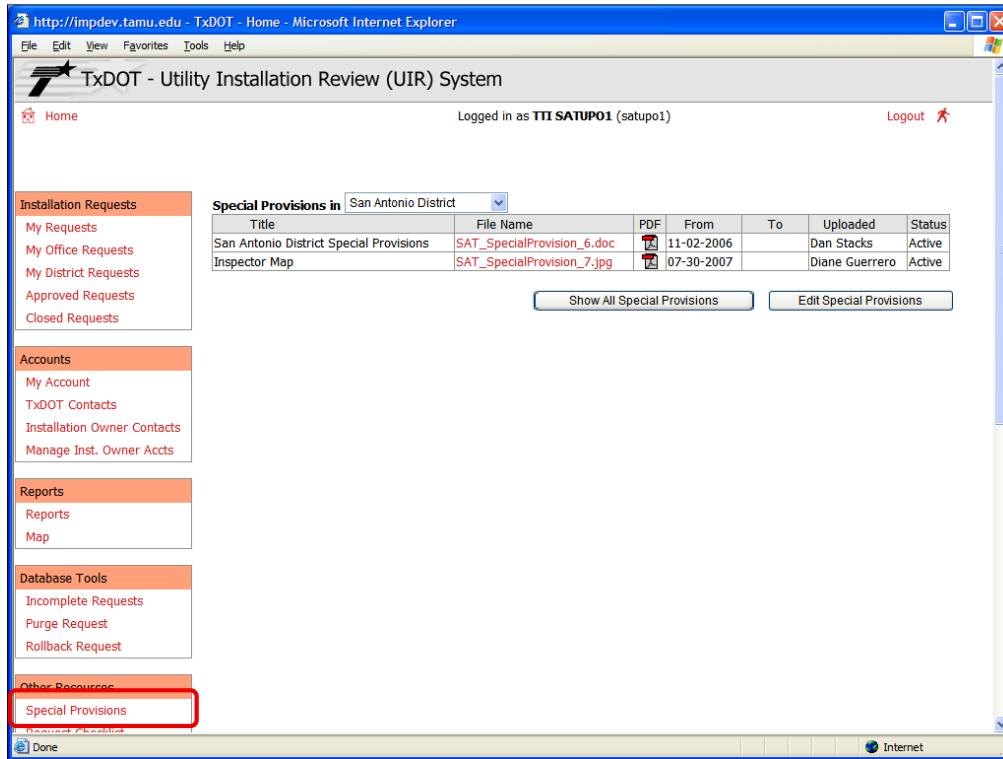 http://impdev.tamu.edu - TxDOT - Home - Microsoft Internet Explorer
File Edit View Favorites Tools Help
TxDOT - Utility Installation Review (UIR) System
Home Logged in as TTI SATUPO1 (satupo1) Logout
Installation Requests
My Requests
My Office Requests
My District Requests
Approved Requests
Closed Requests
Accounts
My Account
TxDOT Contacts
Installation Owner Contacts
Manage Inst. Owner Accts
Reports
Reports
Map
Database Tools
Incomplete Requests
Purge Request
Rollback Request
Other Resources
Special Provisions
Request Checklist
Special Provisions in San Antonio District
Title File Name PDF From To Uploaded Status
San Antonio District Special Provisions SAT_SpecialProvision_6.doc 11-02-2006 Dan Stacks Active
Inspector Map SAT_SpecialProvision_7.jpg 07-30-2007 Diane Guerrero Active
Show All Special Provisions Edit Special Provisions
Done Internet